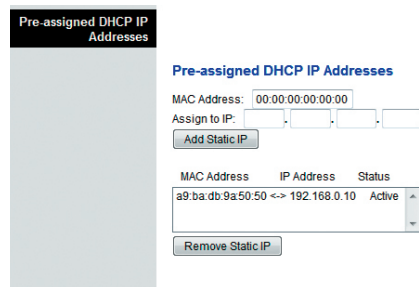 Pre-assigned DHCP IP
Addresses
Pre-assigned DHCP IP Addresses
MAC Address: 00:00:00:00:00:00
Assign to IP: . . .
Add Static IP
MAC Address IP Address Status
a9:ba:db:9a:50:50 <-> 192.168.0.10 Active
Remove Static IP